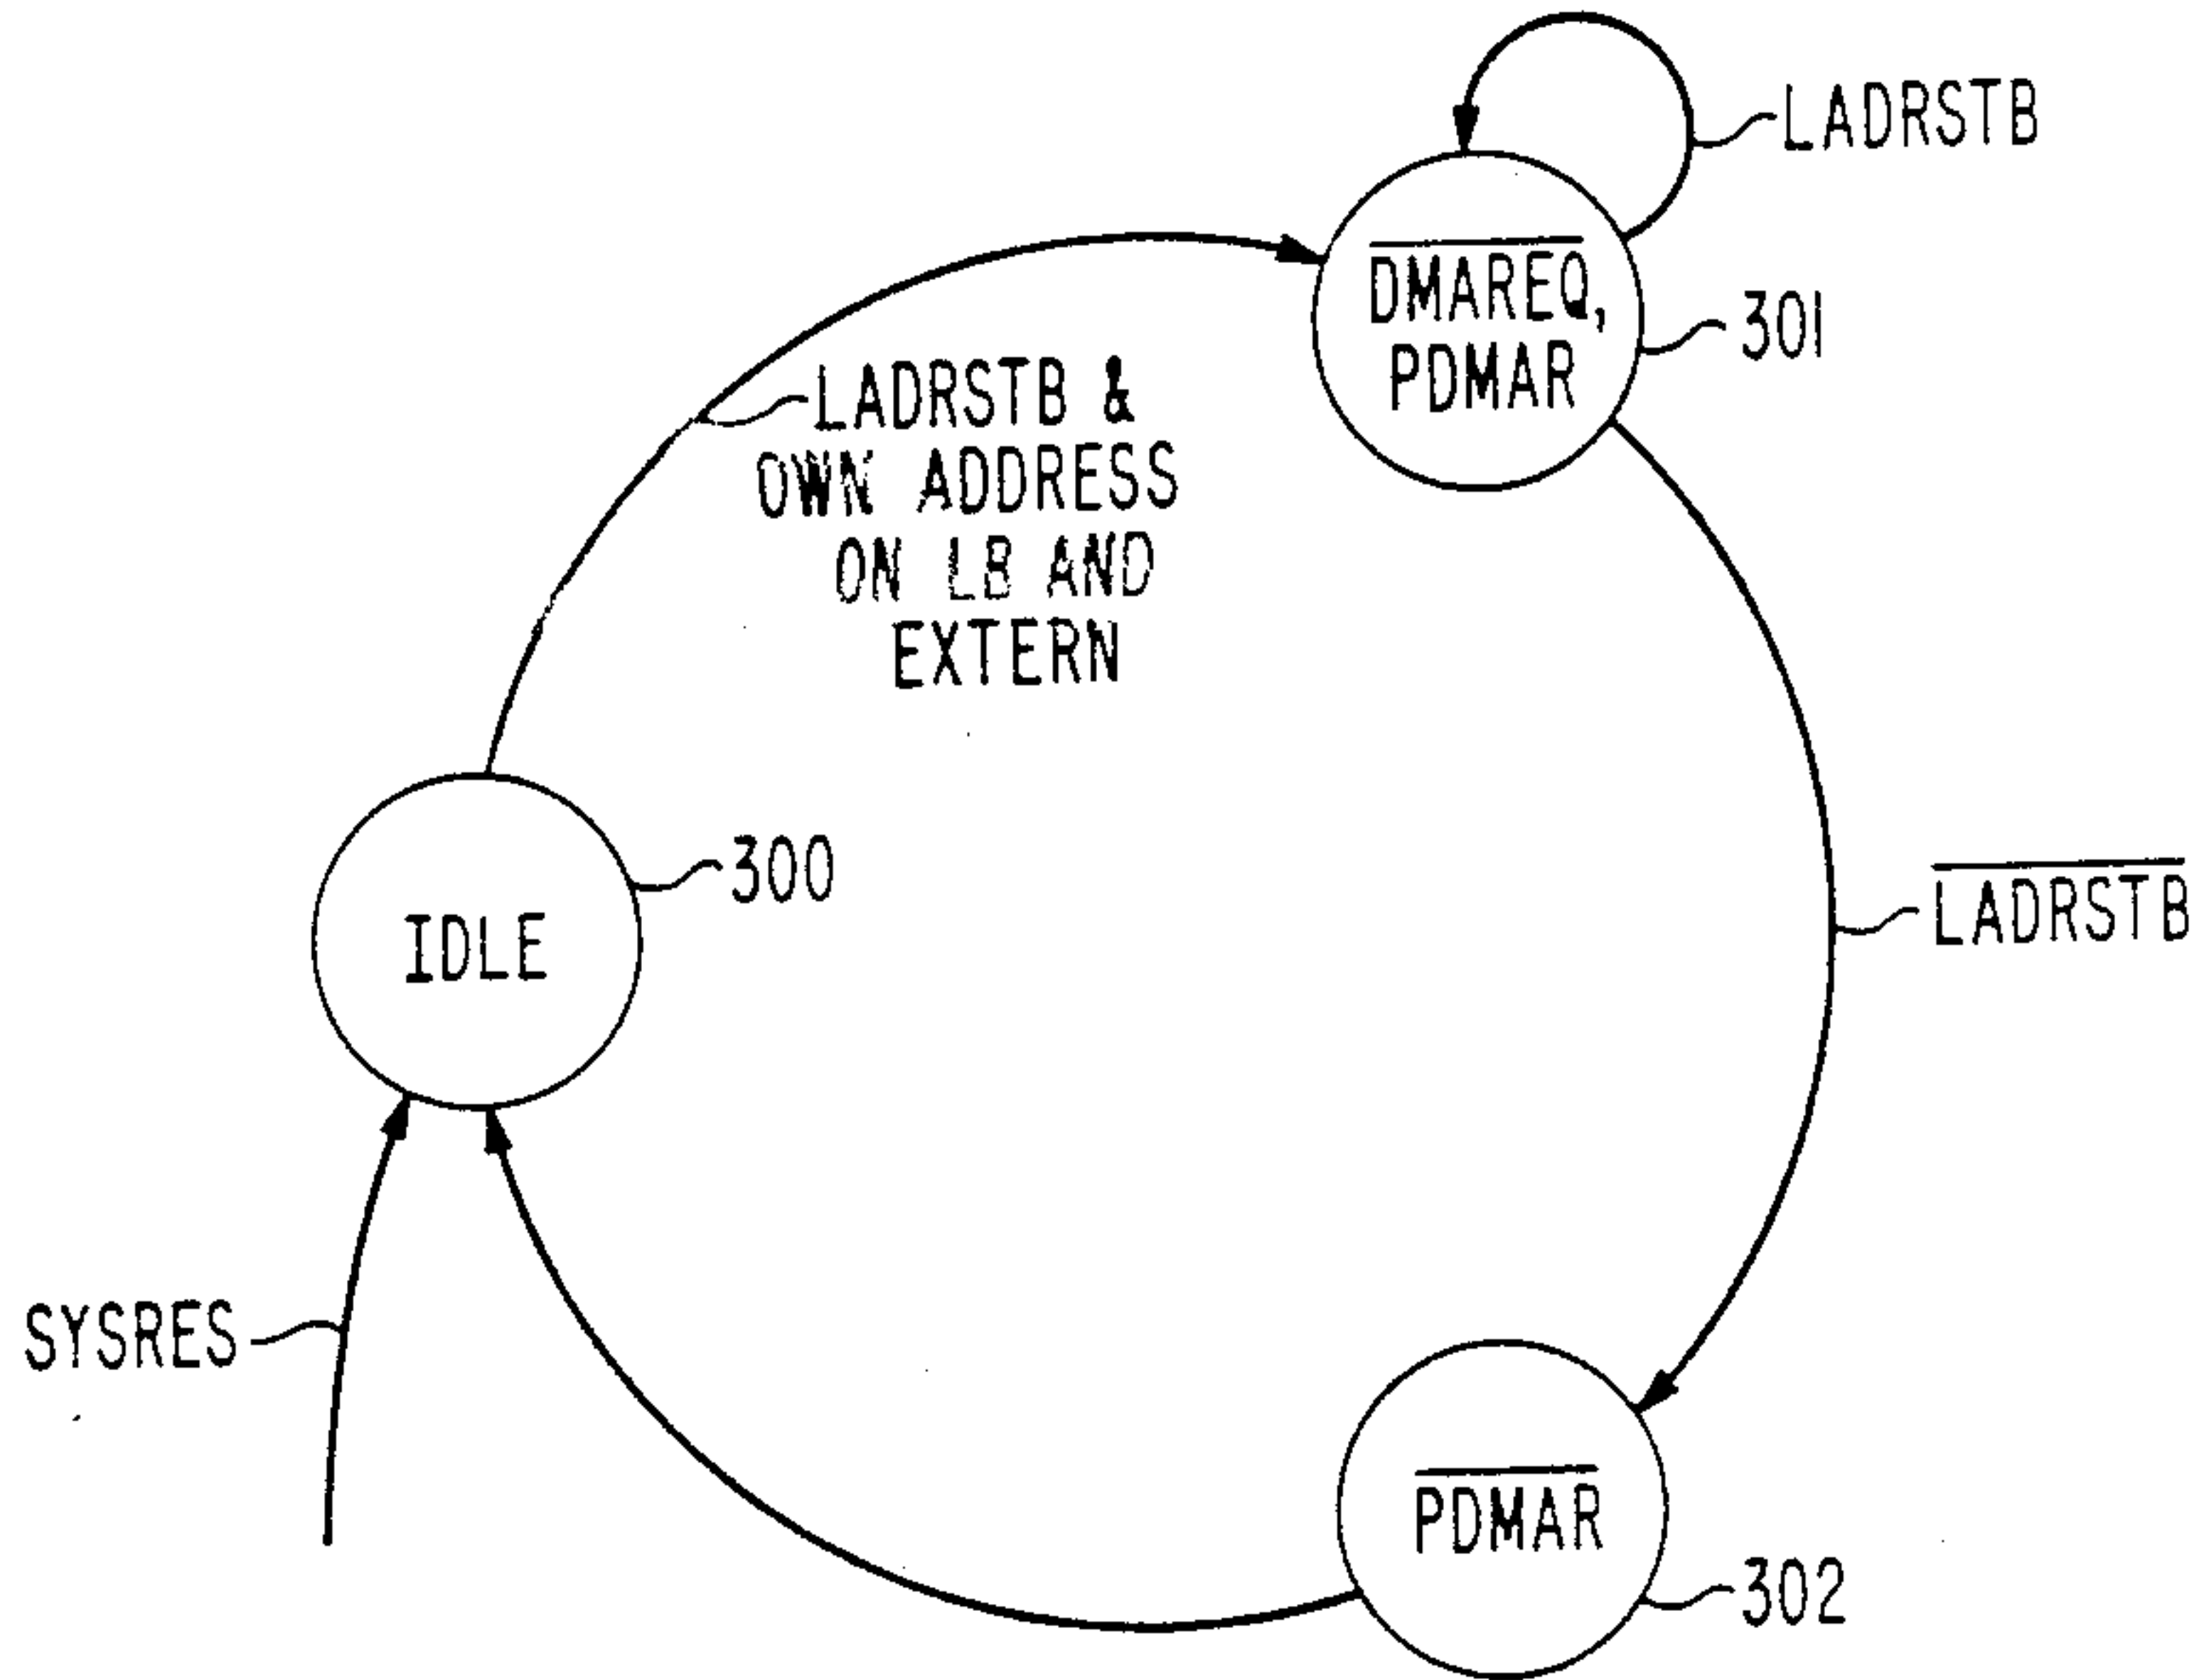 LADRSTB
DMAREQ,
PDMAR
301
LADRSTB &
OWN ADDRESS
ON LB AND
EXTERN
300
IDLE
LADRSTB
SYSRES
PDMAR
302